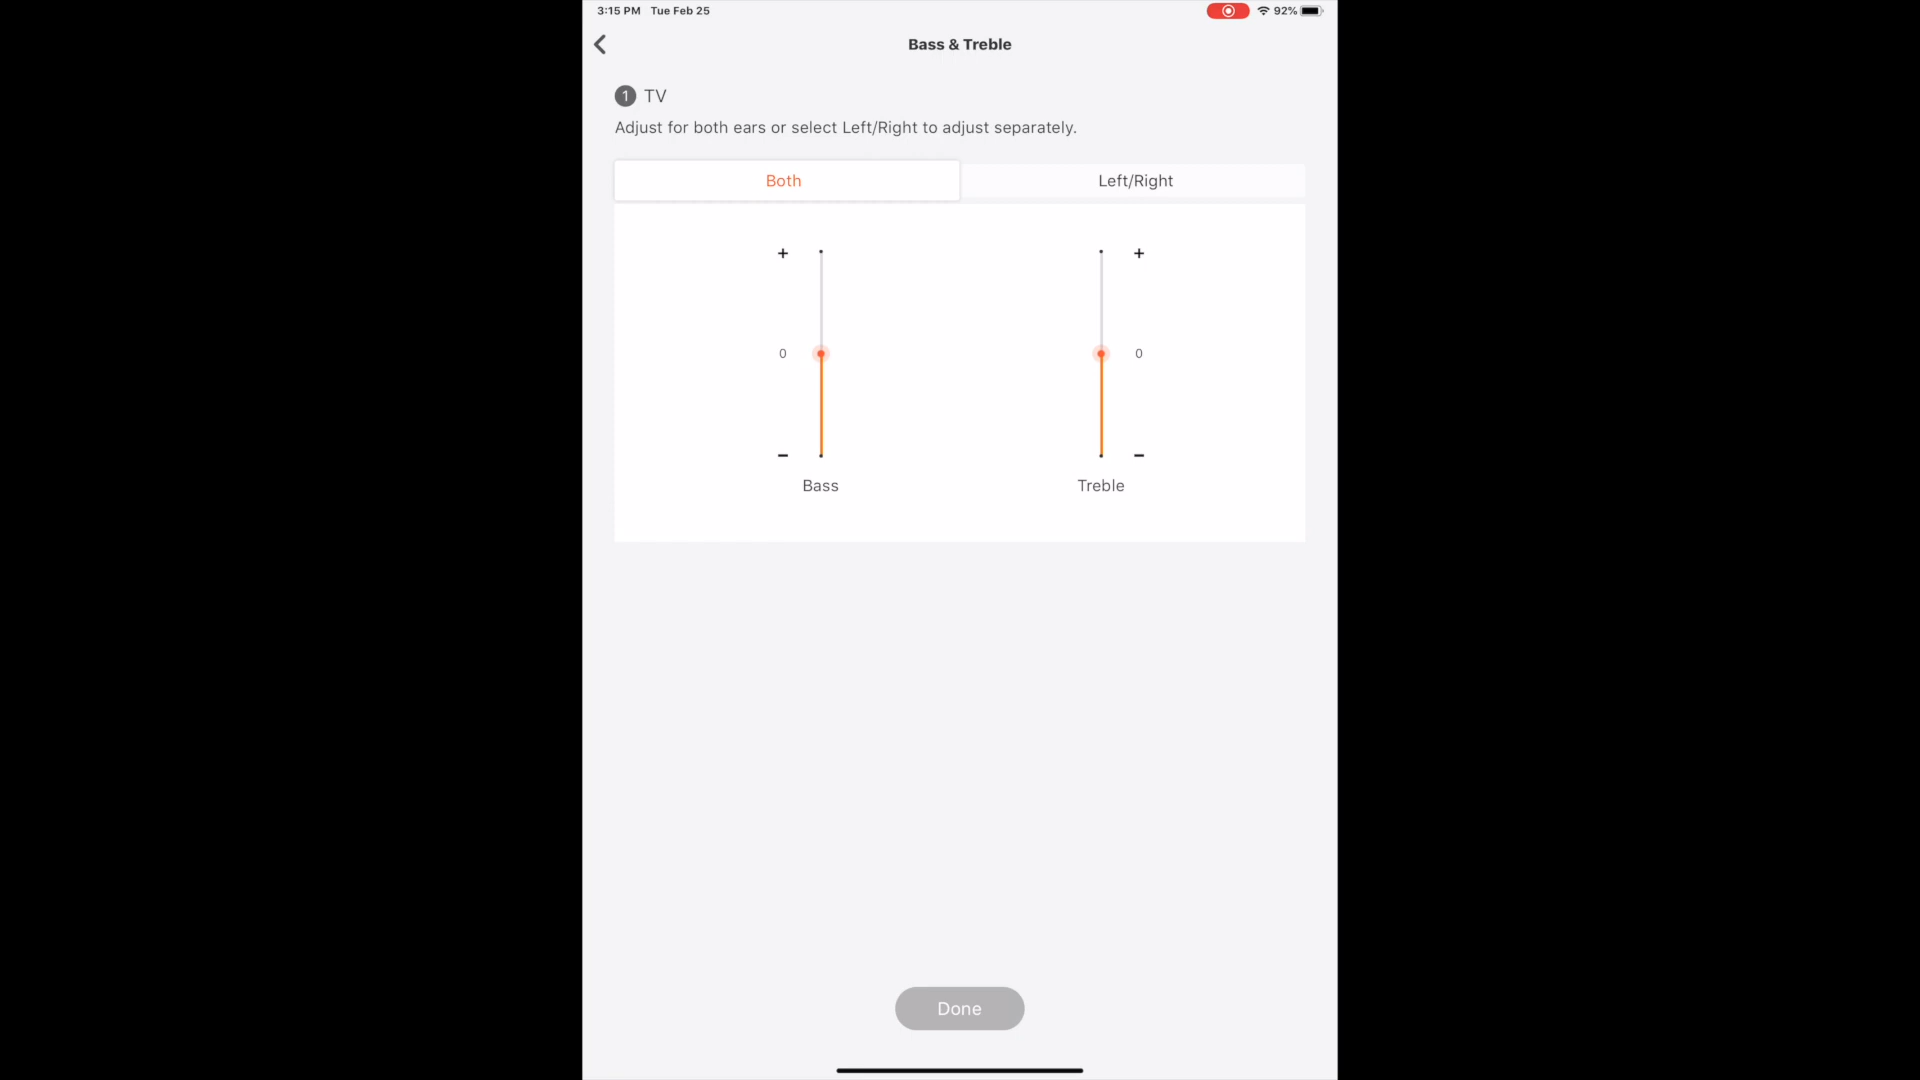 3:15 PM Tue Feb 25
92%
Bass & Treble
1 TV
Adjust for both ears or select Left/Right to adjust separately.
Both Left/Right
+ +
0 0
− −
Bass Treble
Done